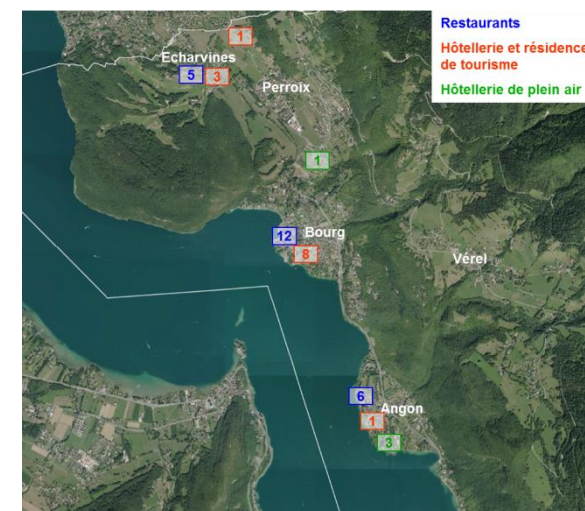 Restaurants
Hôtellerie et résidence
de tourisme
Hôtellerie de plein air
1
Echarvines
5
3
Perroix
1
12
Bourg
8
Vérel
6
Angon
1
3